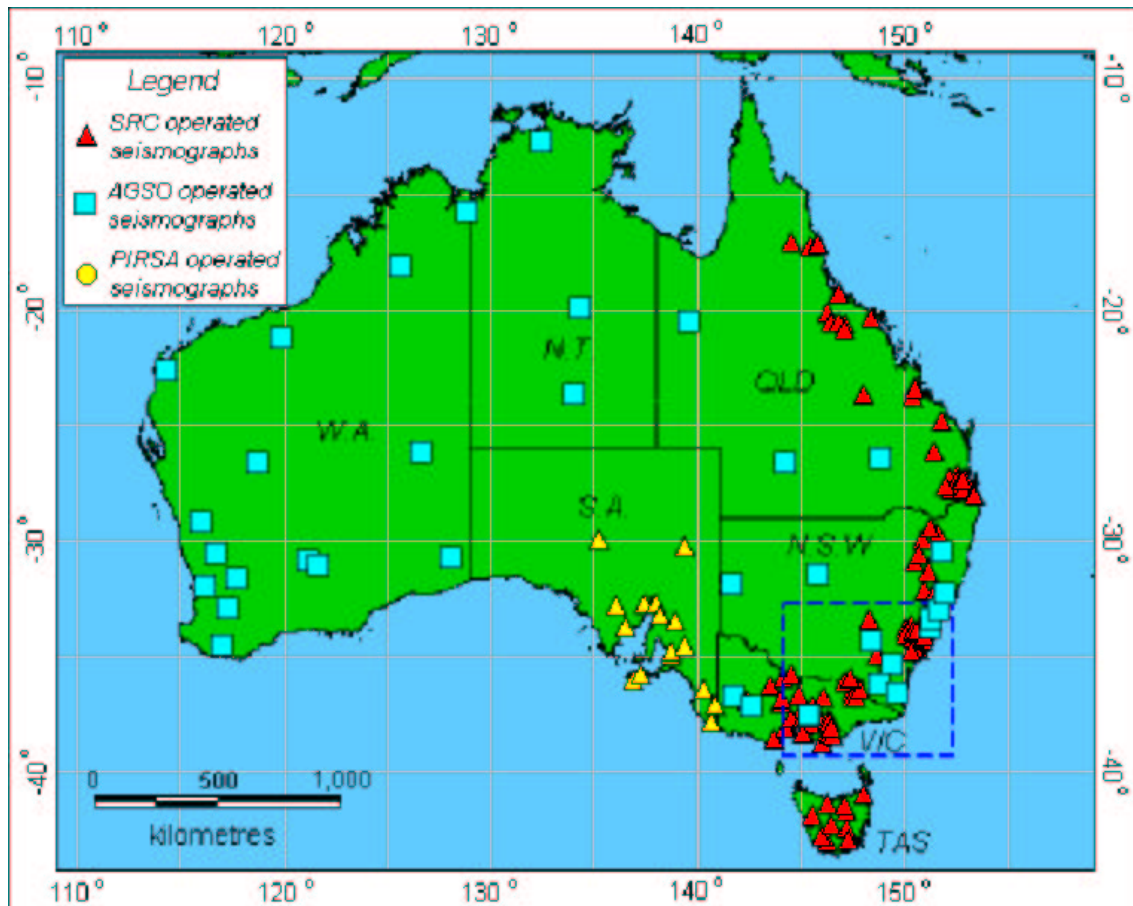 110° 120° 130° 140° 150°
-10° -10°
Legend
SRC operated
seismographs
AGSO operated
seismographs
PIRSA operated
seismographs
-20° -20°
N.T.
QLD
W.A.
S.A.
-30° -30°
N S W
VIC
-40° -40°
0 500 1,000
kilometres
TAS
110° 120° 130° 140° 150°